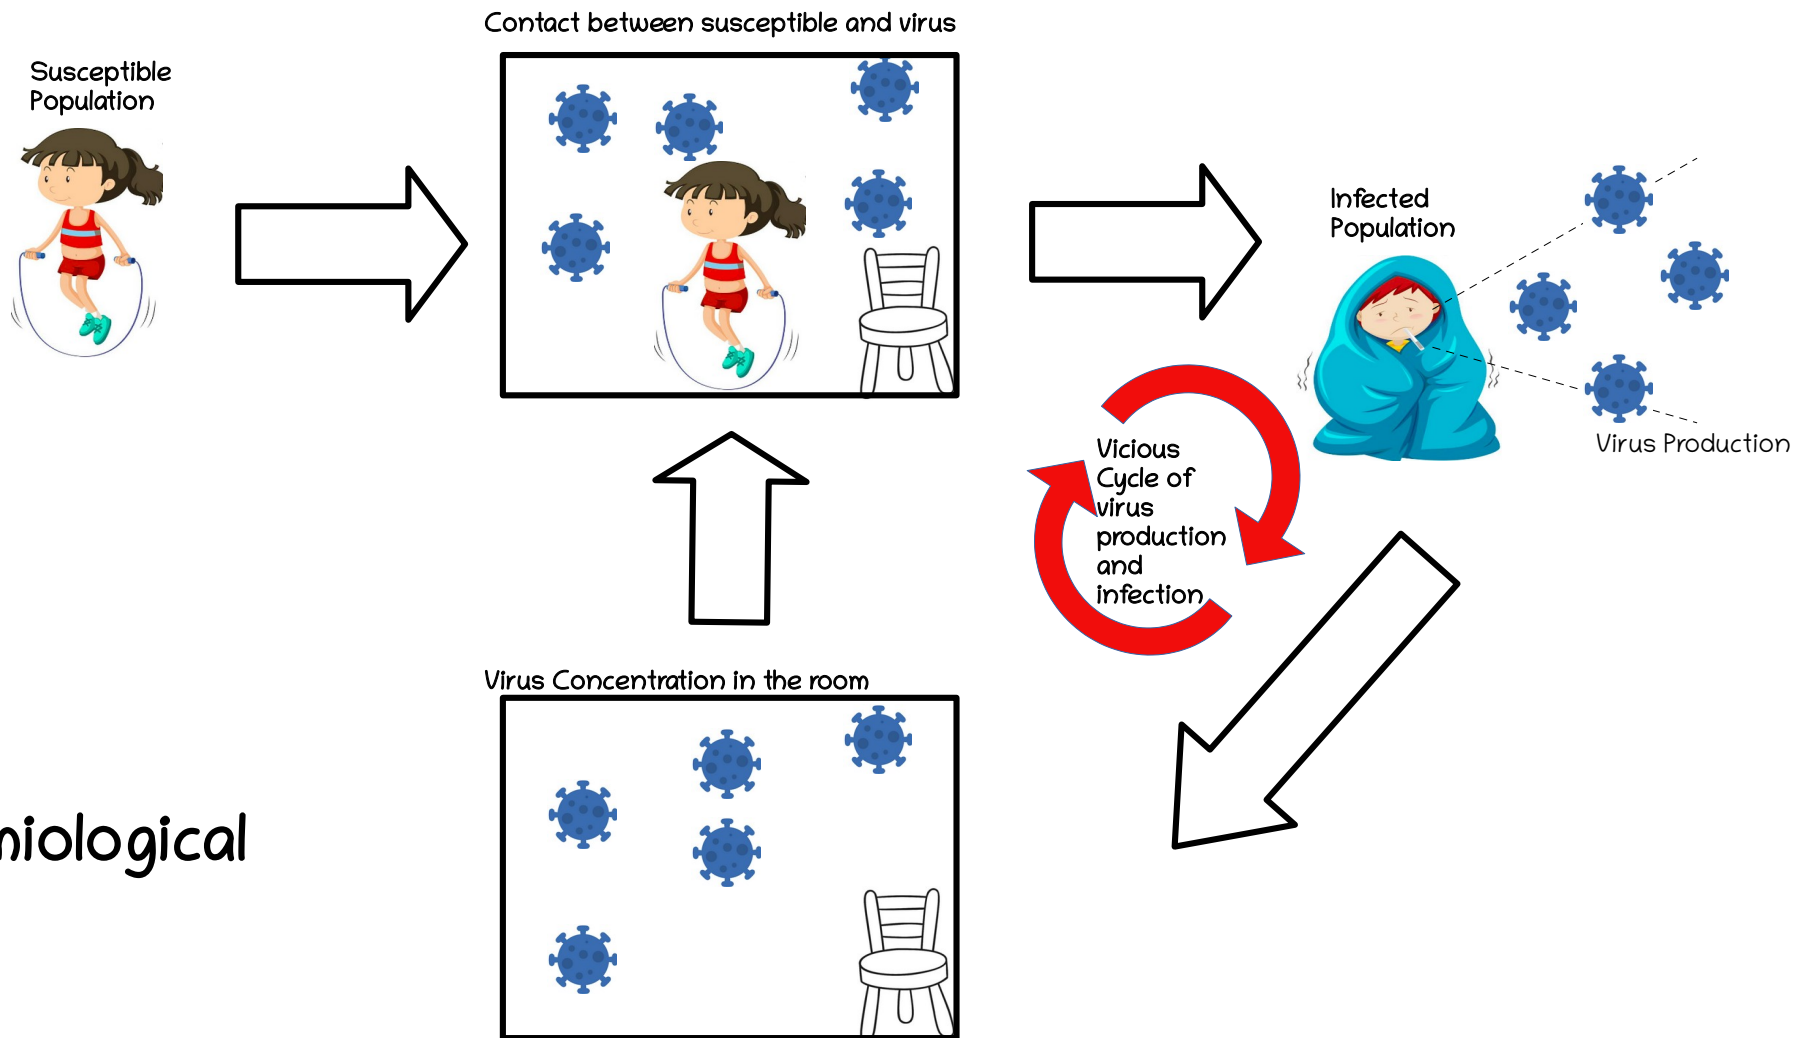 Contact between susceptible and virus
Susceptible
Population
Infected
Population
Virus Production
Vicious
Cycle of
virus
production
and
infection
Virus Concentration in the room
miological